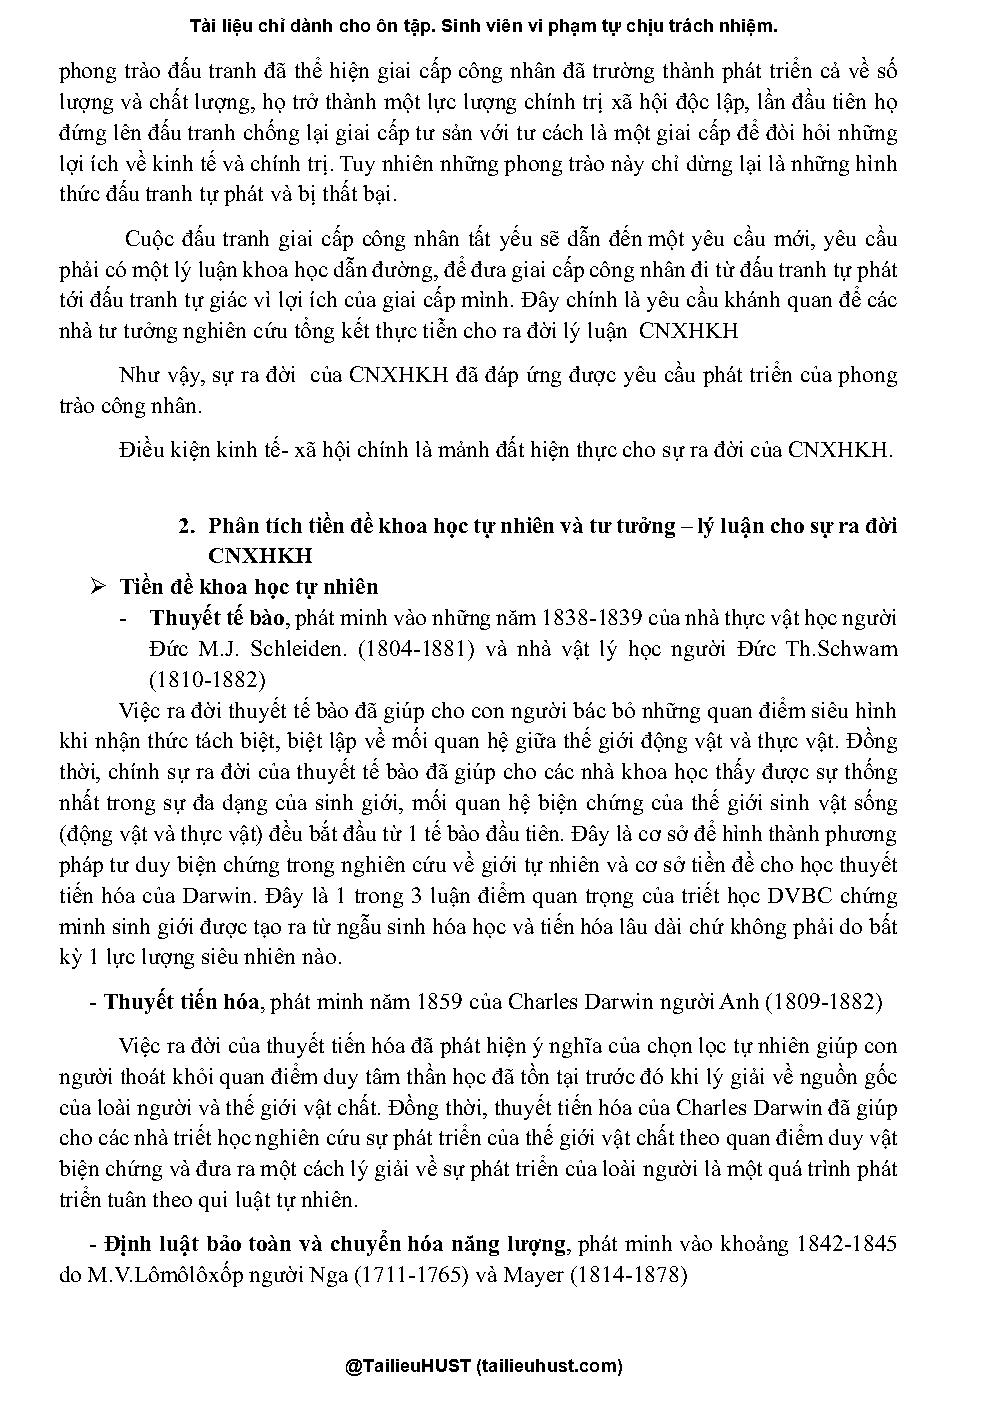 Tài liệu chỉ dành cho ôn tập. Sinh viên vi phạm tự chịu trách nhiệm.
phong trào đấu tranh đã thể hiện giai cấp công nhân đã trường thành phát triển cả về số
lượng và chất lượng, họ trở thành một lực lượng chính trị xã hội độc lập, lần đầu tiên họ
đứng lên đấu tranh chống lại giai cấp tư sản với tư cách là một giai cấp để đòi hỏi những
lợi ích về kinh tế và chính trị. Tuy nhiên những phong trào này chỉ dừng lại là những hình
thức đấu tranh tự phát và bị thất bại.
Cuộc đấu tranh giai cấp công nhân tất yếu sẽ dẫn đến một yêu cầu mới, yêu cầu
phải có một lý luận khoa học dẫn đường, để đưa giai cấp công nhân đi từ đấu tranh tự phát
tới đấu tranh tự giác vì lợi ích của giai cấp mình. Đây chính là yêu cầu khánh quan để các
nhà tư tưởng nghiên cứu tổng kết thực tiễn cho ra đời lý luận CNXHKH
Như vậy, sự ra đời của CNXHKH đã đáp ứng được yêu cầu phát triển của phong
trào công nhân.
Điều kiện kinh tế- xã hội chính là mảnh đất hiện thực cho sự ra đời của CNXHKH.
2. Phân tích tiền đề khoa học tự nhiên và tư tưởng – lý luận cho sự ra đời
CNXHKH
➢ Tiền đề khoa học tự nhiên
- Thuyết tế bào, phát minh vào những năm 1838-1839 của nhà thực vật học người
Đức M.J. Schleiden. (1804-1881) và nhà vật lý học người Đức Th.Schwam
(1810-1882)
Việc ra đời thuyết tế bào đã giúp cho con người bác bỏ những quan điểm siêu hình
khi nhận thức tách biệt, biệt lập về mối quan hệ giữa thế giới động vật và thực vật. Đồng
thời, chính sự ra đời của thuyết tế bào đã giúp cho các nhà khoa học thấy được sự thống
nhất trong sự đa dạng của sinh giới, mối quan hệ biện chứng của thế giới sinh vật sống
(động vật và thực vật) đều bắt đầu từ 1 tế bào đầu tiên. Đây là cơ sở để hình thành phương
pháp tư duy biện chứng trong nghiên cứu về giới tự nhiên và cơ sở tiền đề cho học thuyết
tiến hóa của Darwin. Đây là 1 trong 3 luận điểm quan trọng của triết học DVBC chứng
minh sinh giới được tạo ra từ ngẫu sinh hóa học và tiến hóa lâu dài chứ không phải do bất
kỳ 1 lực lượng siêu nhiên nào.
- Thuyết tiến hóa, phát minh năm 1859 của Charles Darwin người Anh (1809-1882)
Việc ra đời của thuyết tiến hóa đã phát hiện ý nghĩa của chọn lọc tự nhiên giúp con
người thoát khỏi quan điểm duy tâm thần học đã tồn tại trước đó khi lý giải về nguồn gốc
của loài người và thế giới vật chất. Đồng thời, thuyết tiến hóa của Charles Darwin đã giúp
cho các nhà triết học nghiên cứu sự phát triển của thế giới vật chất theo quan điểm duy vật
biện chứng và đưa ra một cách lý giải về sự phát triển của loài người là một quá trình phát
triển tuân theo qui luật tự nhiên.
- Định luật bảo toàn và chuyển hóa năng lượng, phát minh vào khoảng 1842-1845
do M.V.Lômôlôxốp người Nga (1711-1765) và Mayer (1814-1878)
@TailieuHUST (tailieuhust.com)